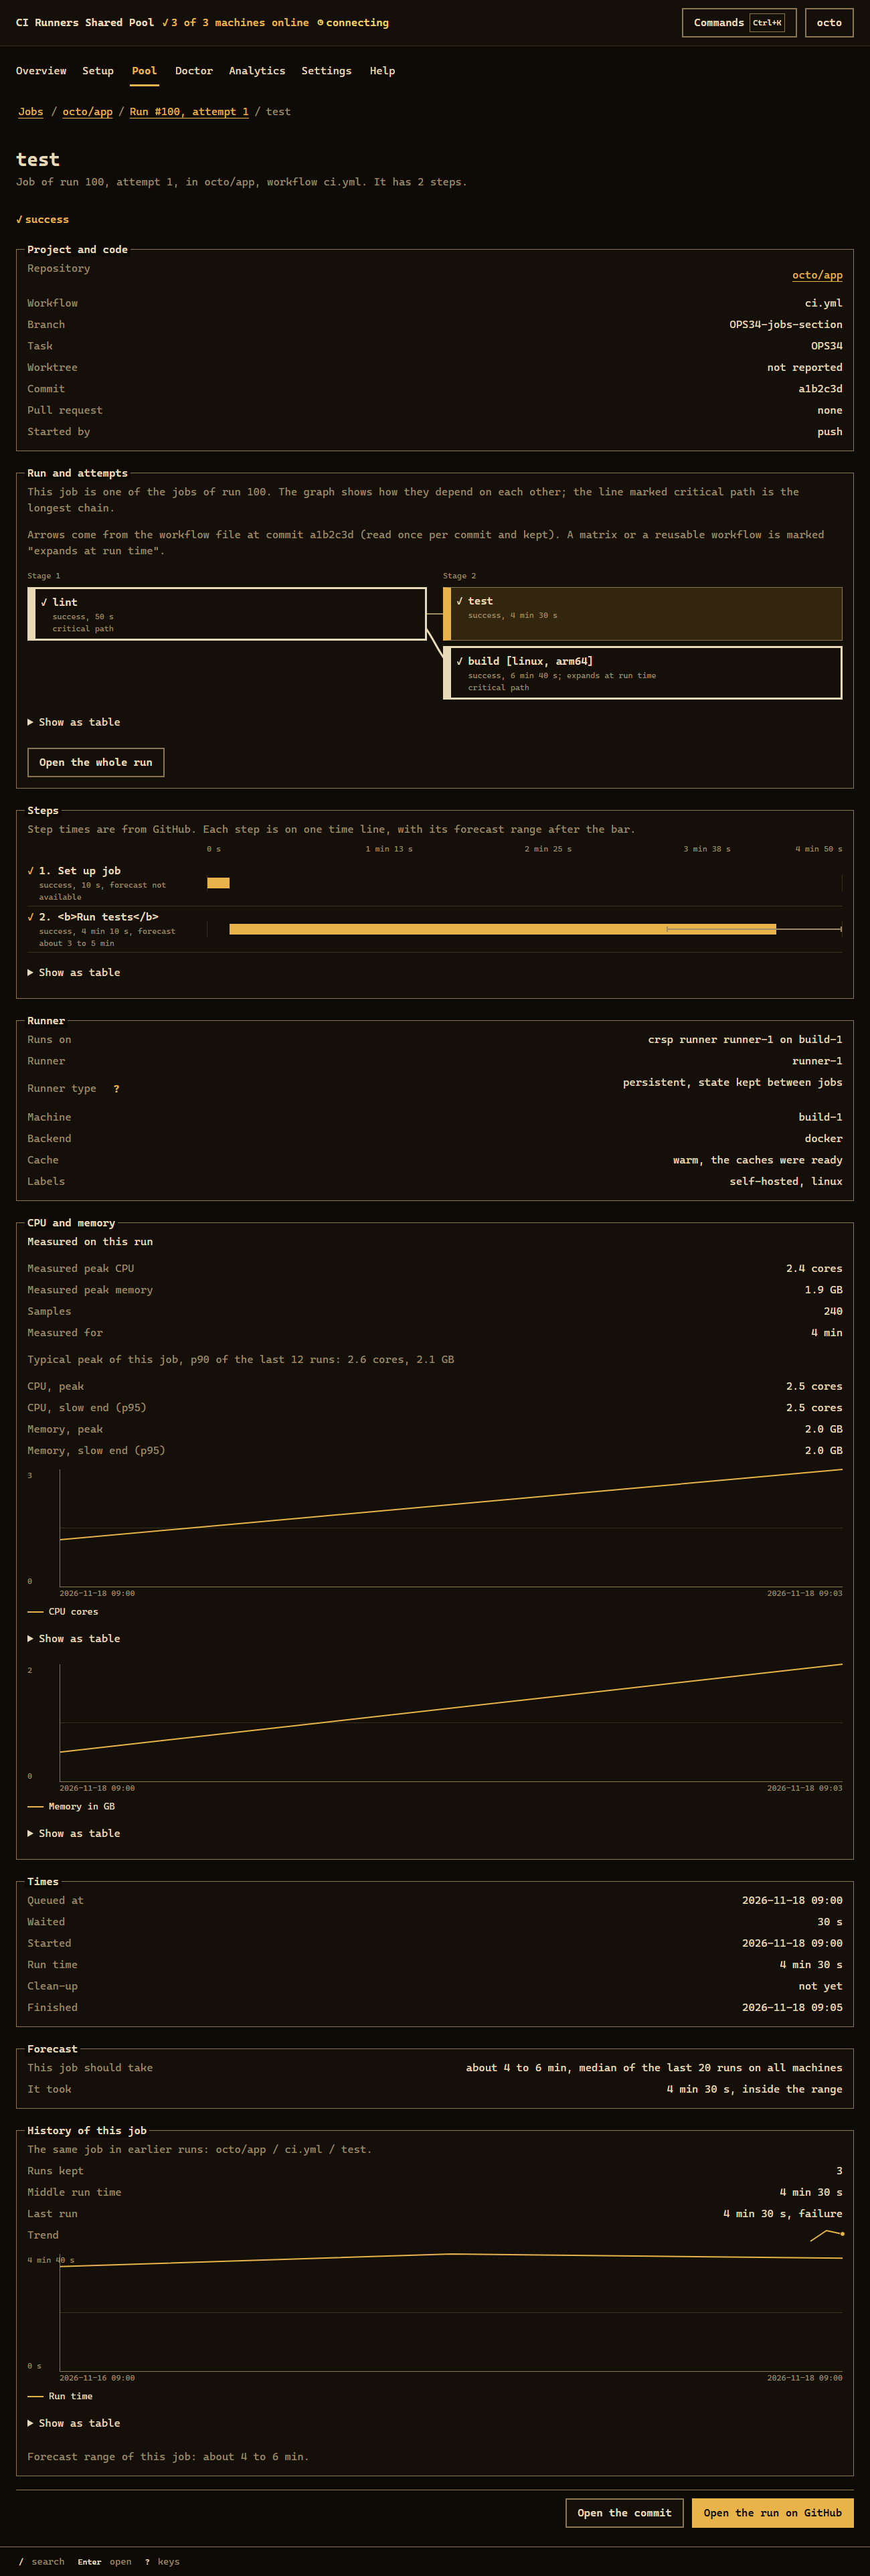 CI Runners Shared Pool ✓ 3 of 3 machines online connecting Commands Ctrl+K octo
Overview Setup Pool Doctor Analytics Settings Help
Jobs / octo/app / Run #100, attempt 1 / test
test
Job of run 100, attempt 1, in octo/app, workflow ci.yml. It has 2 steps.
✓ success
Project and code
Repository octo/app
Workflow ci.yml
Branch OPS34-jobs-section
Task OPS34
Worktree not reported
Commit a1b2c3d
Pull request none
Started by push
Run and attempts
This job is one of the jobs of run 100. The graph shows how they depend on each other; the line marked critical path is the
longest chain.
Arrows come from the workflow file at commit a1b2c3d (read once per commit and kept). A matrix or a reusable workflow is marked
"expands at run time".
Stage 1 Stage 2
✓ lint
success, 50 s
critical path
✓ test
success, 4 min 30 s
✓ build [linux, arm64]
success, 6 min 40 s; expands at run time
critical path
▶ Show as table
Open the whole run
Steps
Step times are from GitHub. Each step is on one time line, with its forecast range after the bar.
0 s 1 min 13 s 2 min 25 s 3 min 38 s 4 min 50 s
✓ 1. Set up job
success, 10 s, forecast not
available
✓ 2. <b>Run tests</b>
success, 4 min 10 s, forecast
about 3 to 5 min
▶ Show as table
Runner
Runs on crsp runner runner-1 on build-1
Runner runner-1
Runner type ? persistent, state kept between jobs
Machine build-1
Backend docker
Cache warm, the caches were ready
Labels self-hosted, linux
CPU and memory
Measured on this run
Measured peak CPU 2.4 cores
Measured peak memory 1.9 GB
Samples 240
Measured for 4 min
Typical peak of this job, p90 of the last 12 runs: 2.6 cores, 2.1 GB
CPU, peak 2.5 cores
CPU, slow end (p95) 2.5 cores
Memory, peak 2.0 GB
Memory, slow end (p95) 2.0 GB
3
0
2026-11-18 09:00 2026-11-18 09:03
CPU cores
▶ Show as table
2
0
2026-11-18 09:00 2026-11-18 09:03
Memory in GB
▶ Show as table
Times
Queued at 2026-11-18 09:00
Waited 30 s
Started 2026-11-18 09:00
Run time 4 min 30 s
Clean-up not yet
Finished 2026-11-18 09:05
Forecast
This job should take about 4 to 6 min, median of the last 20 runs on all machines
It took 4 min 30 s, inside the range
History of this job
The same job in earlier runs: octo/app / ci.yml / test.
Runs kept 3
Middle run time 4 min 30 s
Last run 4 min 30 s, failure
Trend
4 min 40 s
0 s
2026-11-16 09:00 2026-11-18 09:00
Run time
▶ Show as table
Forecast range of this job: about 4 to 6 min.
Open the commit Open the run on GitHub
/ search Enter open ? keys